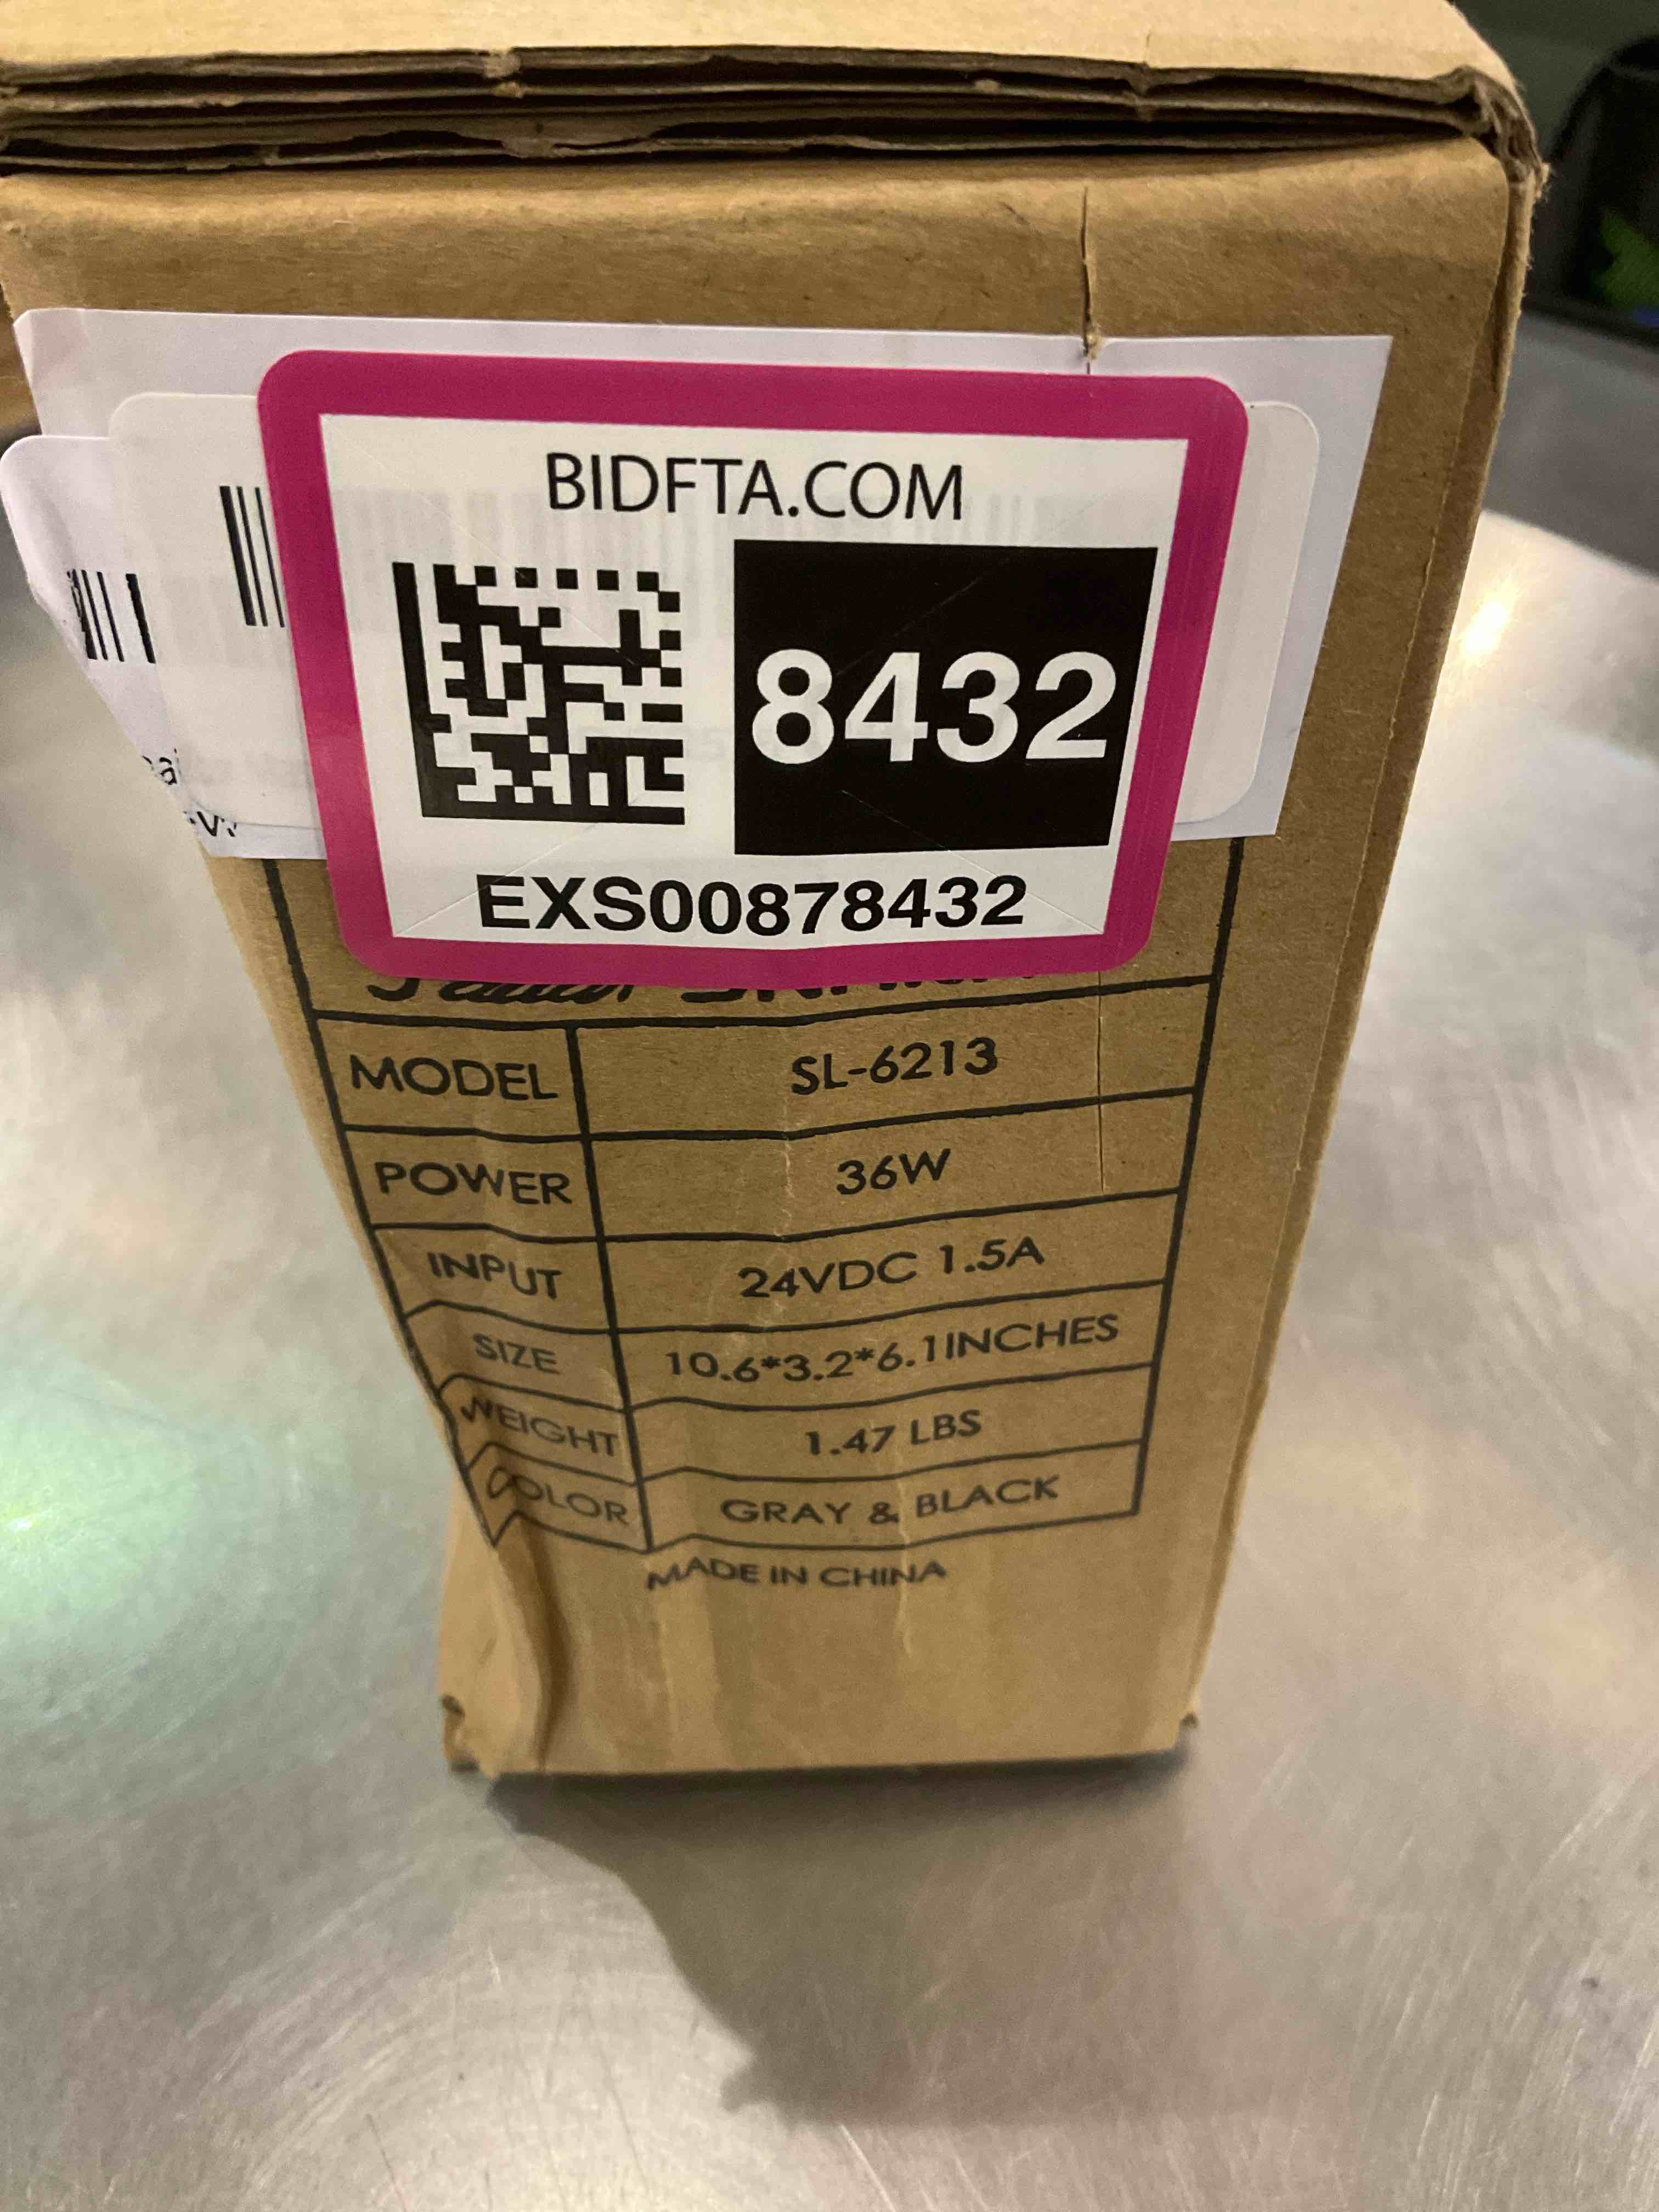 BIDFTA.COM
8432
EXS00878432
MODEL SL-6213
POWER 36W
INPUT 24VDC 1.5A
SIZE 10.6*3.2*6.1INCHES
WEIGHT 1.47 LBS
COLOR GRAY & BLACK
MADE IN CHINA